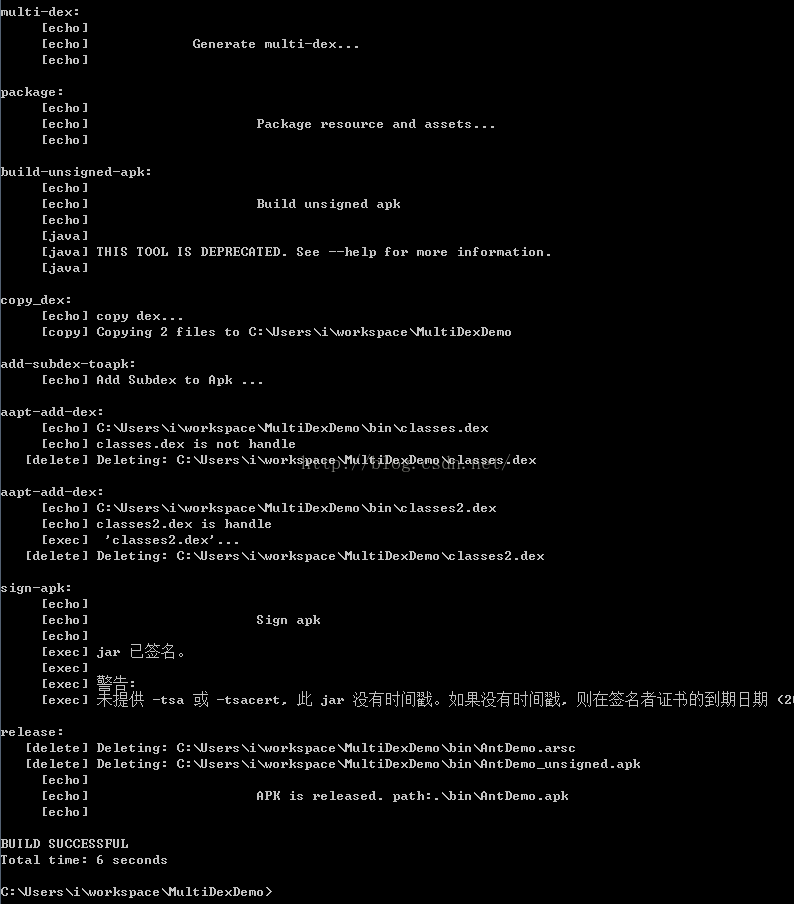 multi-dex:
[echo]
[echo] Generate multi-dex...
[echo]
package:
[echo]
[echo] Package resource and assets...
[echo]
build-unsigned-apk:
[echo]
[echo] Build unsigned apk
[echo]
[java]
[java] THIS TOOL IS DEPRECATED. See --help for more information.
[java]
copy_dex:
[echo] copy dex...
[copy] Copying 2 files to C:\Users\i\workspace\MultiDexDemo
add-subdex-toapk:
[echo] Add Subdex to Apk ...
aapt-add-dex:
[echo] C:\Users\i\workspace\MultiDexDemo\bin\classes.dex
[echo] classes.dex is not handle
[delete] Deleting: C:\Users\i\workspace\MultiDexDemo\classes.dex
http://blog.csdn.net/
aapt-add-dex:
[echo] C:\Users\i\workspace\MultiDexDemo\bin\classes2.dex
[echo] classes2.dex is handle
[exec] 'classes2.dex'...
[delete] Deleting: C:\Users\i\workspace\MultiDexDemo\classes2.dex
sign-apk:
[echo]
[echo] Sign apk
[echo]
[exec] jar 已签名。
[exec]
[exec] 警告:
[exec] 未提供 -tsa 或 -tsacert, 此 jar 没有时间戳。如果没有时间戳, 则在签名者证书的到期日期 (20
release:
[delete] Deleting: C:\Users\i\workspace\MultiDexDemo\bin\AntDemo.arsc
[delete] Deleting: C:\Users\i\workspace\MultiDexDemo\bin\AntDemo_unsigned.apk
[echo]
[echo] APK is released. path:.\bin\AntDemo.apk
[echo]
BUILD SUCCESSFUL
Total time: 6 seconds
C:\Users\i\workspace\MultiDexDemo>